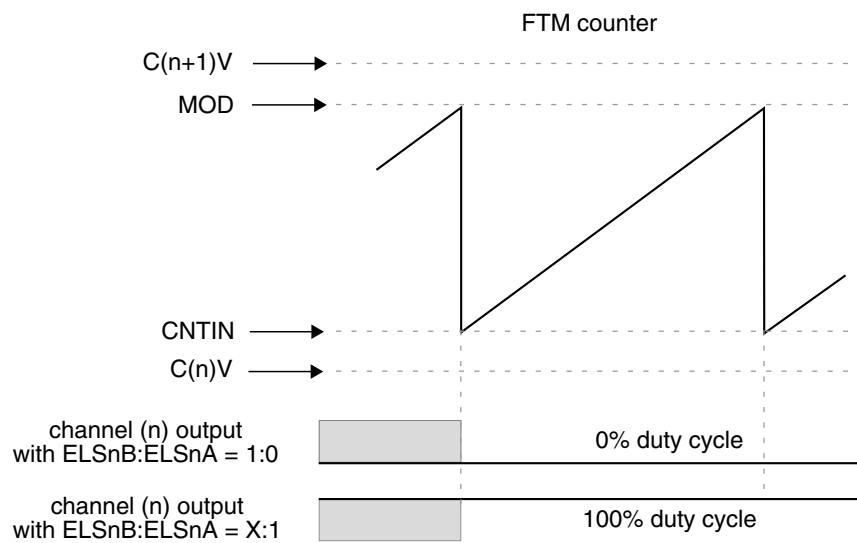 FTM counter
C(n+1)V
MOD
CNTIN
C(n)V
channel (n) output
with ELSnB:ELSnA = 1:0
0% duty cycle
channel (n) output
with ELSnB:ELSnA = X:1
100% duty cycle